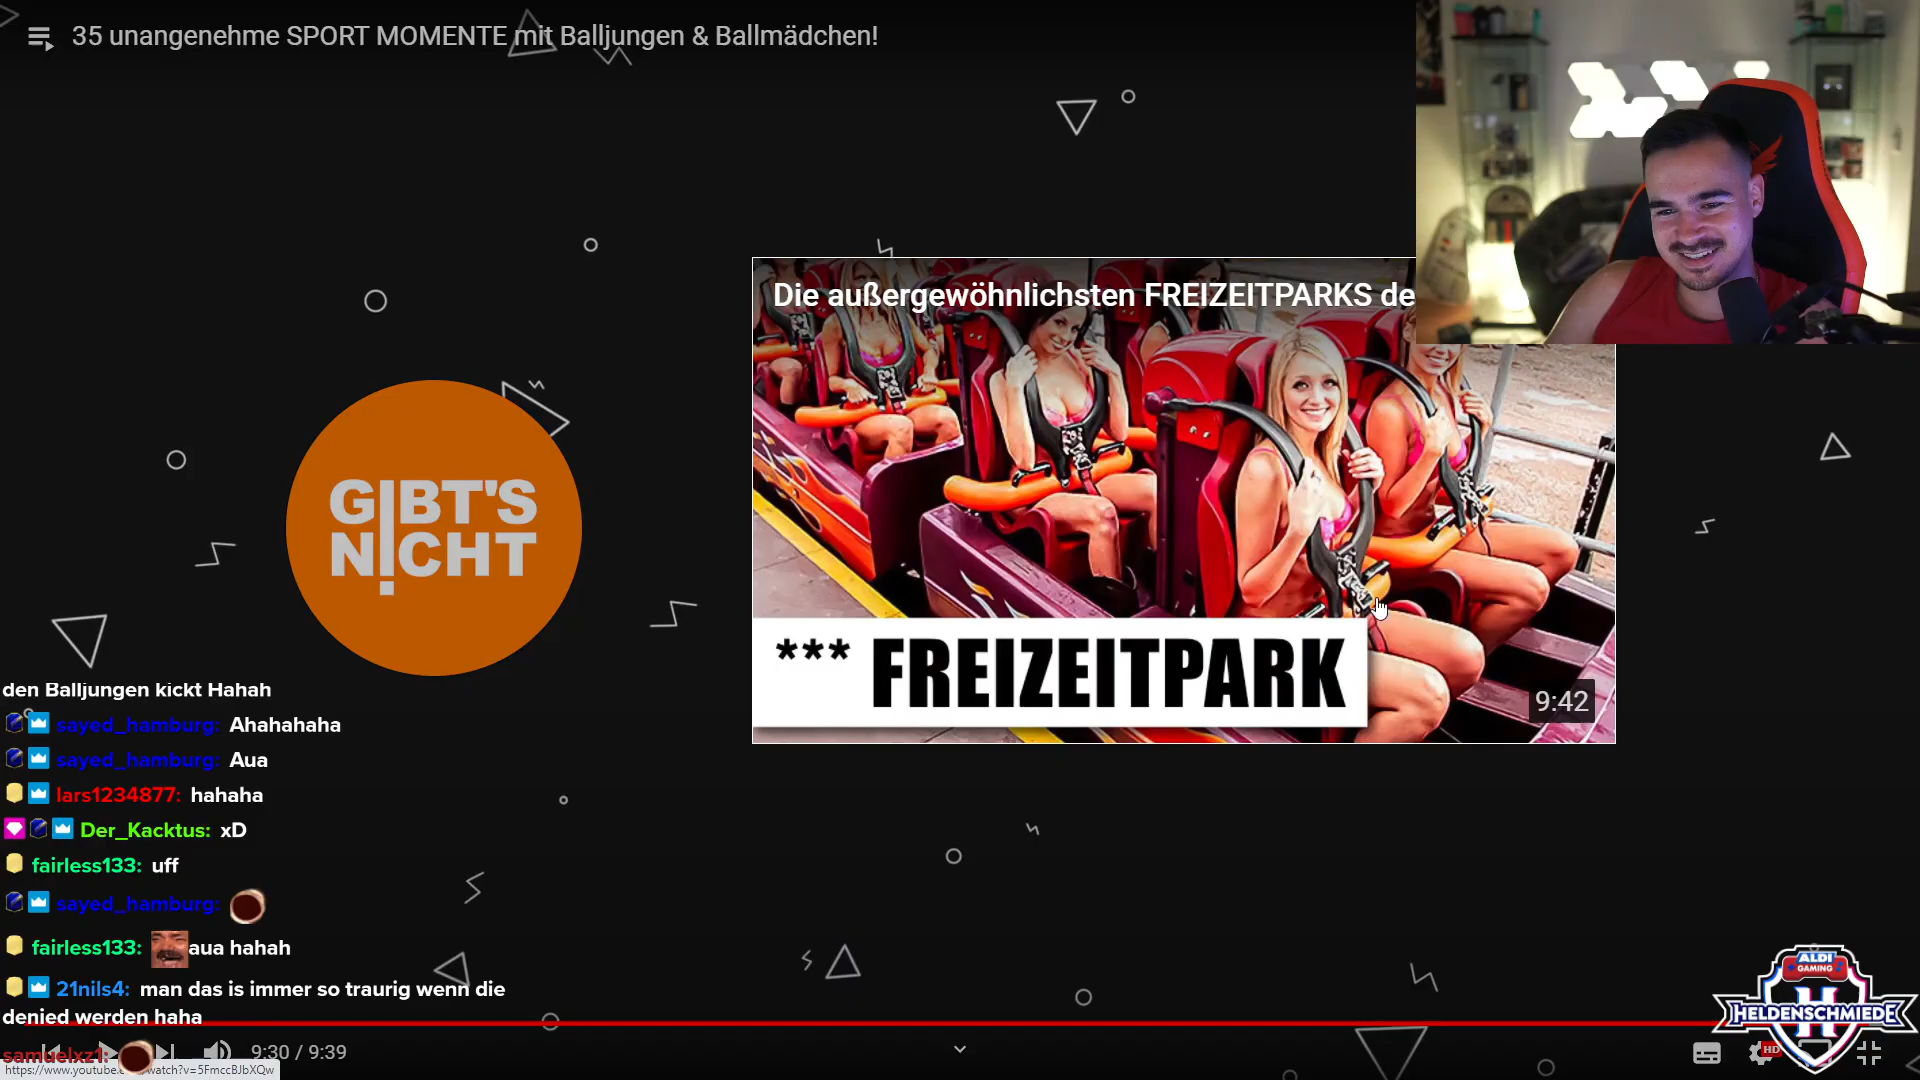 35 unangenehme SPORT MOMENTE mit Balljungen & Ballmädchen!
Die außergewöhnlichsten FREIZEITPARKS de
GIBT'S
NICHT
*** FREIZEITPARK
9:42
den Balljungen kickt Hahah
sayed_hamburg: Ahahahaha
sayed_hamburg: Aua
lars1234877: hahaha
Der_Kacktus: xD
fairless133: uff
sayed_hamburg:
fairless133: aua hahah
21nils4: man das is immer so traurig wenn die
denied werden haha
samuelxz1:
9:30 / 9:39
HD
ALDI
GAMING
H
HELDENSCHMIEDE